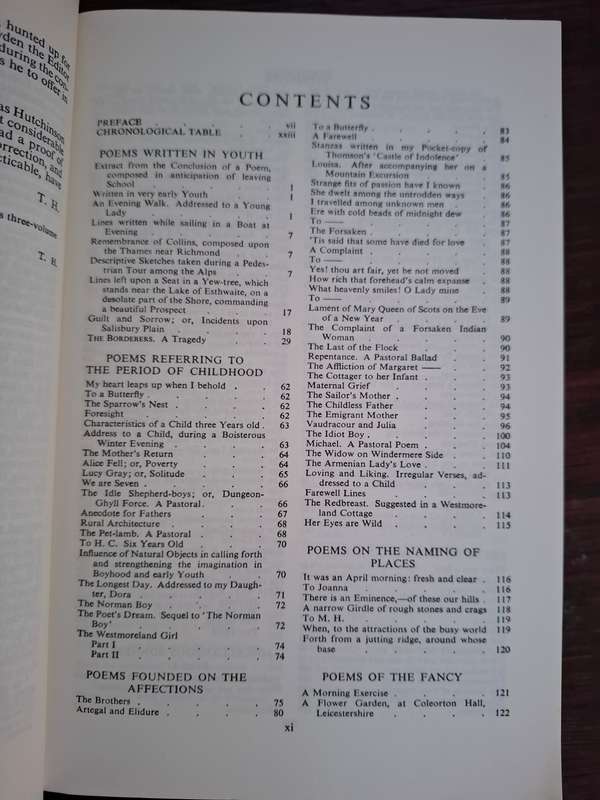 s hunted up for
den the Editor
during the con-
s he to offer in
as Hutchinson
t considerable
ad a proof of
orrection, and
cticable, have
T. H.
s three-volume
T. H.
CONTENTS
PREFACE . . . . vii
CHRONOLOGICAL TABLE . . . xxiii
POEMS WRITTEN IN YOUTH
Extract from the Conclusion of a Poem,
composed in anticipation of leaving
School . . . . 1
Written in very early Youth . . 1
An Evening Walk. Addressed to a Young
Lady . . . . 1
Lines written while sailing in a Boat at
Evening . . . . 7
Remembrance of Collins, composed upon
the Thames near Richmond . . 7
Descriptive Sketches taken during a Pedes-
trian Tour among the Alps . . 7
Lines left upon a Seat in a Yew-tree, which
stands near the Lake of Esthwaite, on a
desolate part of the Shore, commanding
a beautiful Prospect . . . 17
Guilt and Sorrow; or, Incidents upon
Salisbury Plain . . . . 18
THE BORDERERS. A Tragedy . . 29
POEMS REFERRING TO
THE PERIOD OF CHILDHOOD
My heart leaps up when I behold . . 62
To a Butterfly . . . . 62
The Sparrow's Nest . . . . 62
Foresight . . . . 62
Characteristics of a Child three Years old . 63
Address to a Child, during a Boisterous
Winter Evening . . . . 63
The Mother's Return . . . 64
Alice Fell; or, Poverty . . . 64
Lucy Gray; or, Solitude . . . 65
We are Seven . . . . 66
The Idle Shepherd-boys; or, Dungeon-
Ghyll Force. A Pastoral . . . 66
Anecdote for Fathers . . . 67
Rural Architecture . . . 68
The Pet-lamb. A Pastoral . . . 68
To H. C. Six Years Old . . . 70
Influence of Natural Objects in calling forth
and strengthening the imagination in
Boyhood and early Youth . . 70
The Longest Day. Addressed to my Daugh-
ter, Dora . . . . 71
The Norman Boy . . . . 72
The Poet's Dream. Sequel to 'The Norman
Boy' . . . . 72
The Westmoreland Girl
Part I . . . . 74
Part II . . . . 74
POEMS FOUNDED ON THE
AFFECTIONS
The Brothers . . . . 75
Artegal and Elidure . . . . 80
To a Butterfly . . . . 83
A Farewell . . . . 84
Stanzas written in my Pocket-copy of
Thomson's 'Castle of Indolence' . 85
Louisa. After accompanying her on a
Mountain Excursion . . . 85
Strange fits of passion have I known . 86
She dwelt among the untrodden ways . 86
I travelled among unknown men . . 86
Ere with cold beads of midnight dew . 86
To —— . . . . 87
The Forsaken . . . . 87
'Tis said that some have died for love . 87
A Complaint . . . . 88
To —— . . . . 88
Yes! thou art fair, yet be not moved . 88
How rich that forehead's calm expanse . 88
What heavenly smiles! O Lady mine . 88
To —— . . . . 89
Lament of Mary Queen of Scots on the Eve
of a New Year . . . . 89
The Complaint of a Forsaken Indian
Woman . . . . 90
The Last of the Flock . . . 90
Repentance. A Pastoral Ballad . . 91
The Affliction of Margaret —— . . 92
The Cottager to her Infant . . . 93
Maternal Grief . . . . 93
The Sailor's Mother . . . . 94
The Childless Father . . . 94
The Emigrant Mother . . . 95
Vaudracour and Julia . . . 96
The Idiot Boy . . . . 100
Michael. A Pastoral Poem . . . 104
The Widow on Windermere Side . . 110
The Armenian Lady's Love . . . 111
Loving and Liking. Irregular Verses, ad-
dressed to a Child . . . 113
Farewell Lines . . . . 113
The Redbreast. Suggested in a Westmore-
land Cottage . . . . 114
Her Eyes are Wild . . . . 115
POEMS ON THE NAMING OF
PLACES
It was an April morning: fresh and clear . 116
To Joanna . . . . 116
There is an Eminence,—of these our hills . 117
A narrow Girdle of rough stones and crags 118
To M. H. . . . . 119
When, to the attractions of the busy world 119
Forth from a jutting ridge, around whose
base . . . . 120
POEMS OF THE FANCY
A Morning Exercise . . . . 121
A Flower Garden, at Coleorton Hall,
Leicestershire . . . . 122
xi